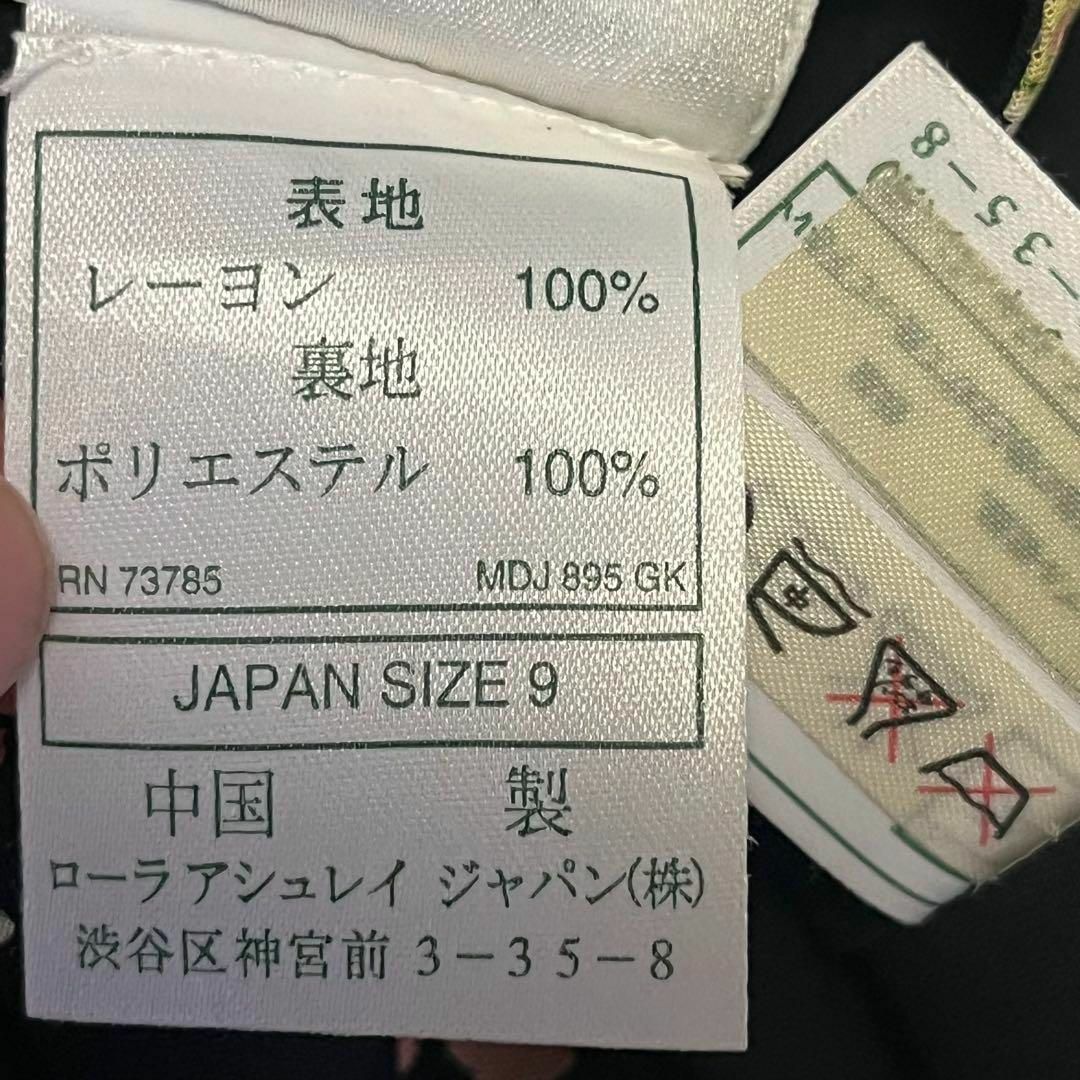 表地
レーヨン 100%
裏地
ポリエステル 100%
RN 73785 MDJ 895 GK
JAPAN SIZE 9
中国 製
ローラ アシュレイ ジャパン(株)
渋谷区神宮前 3-35-8
-35-8